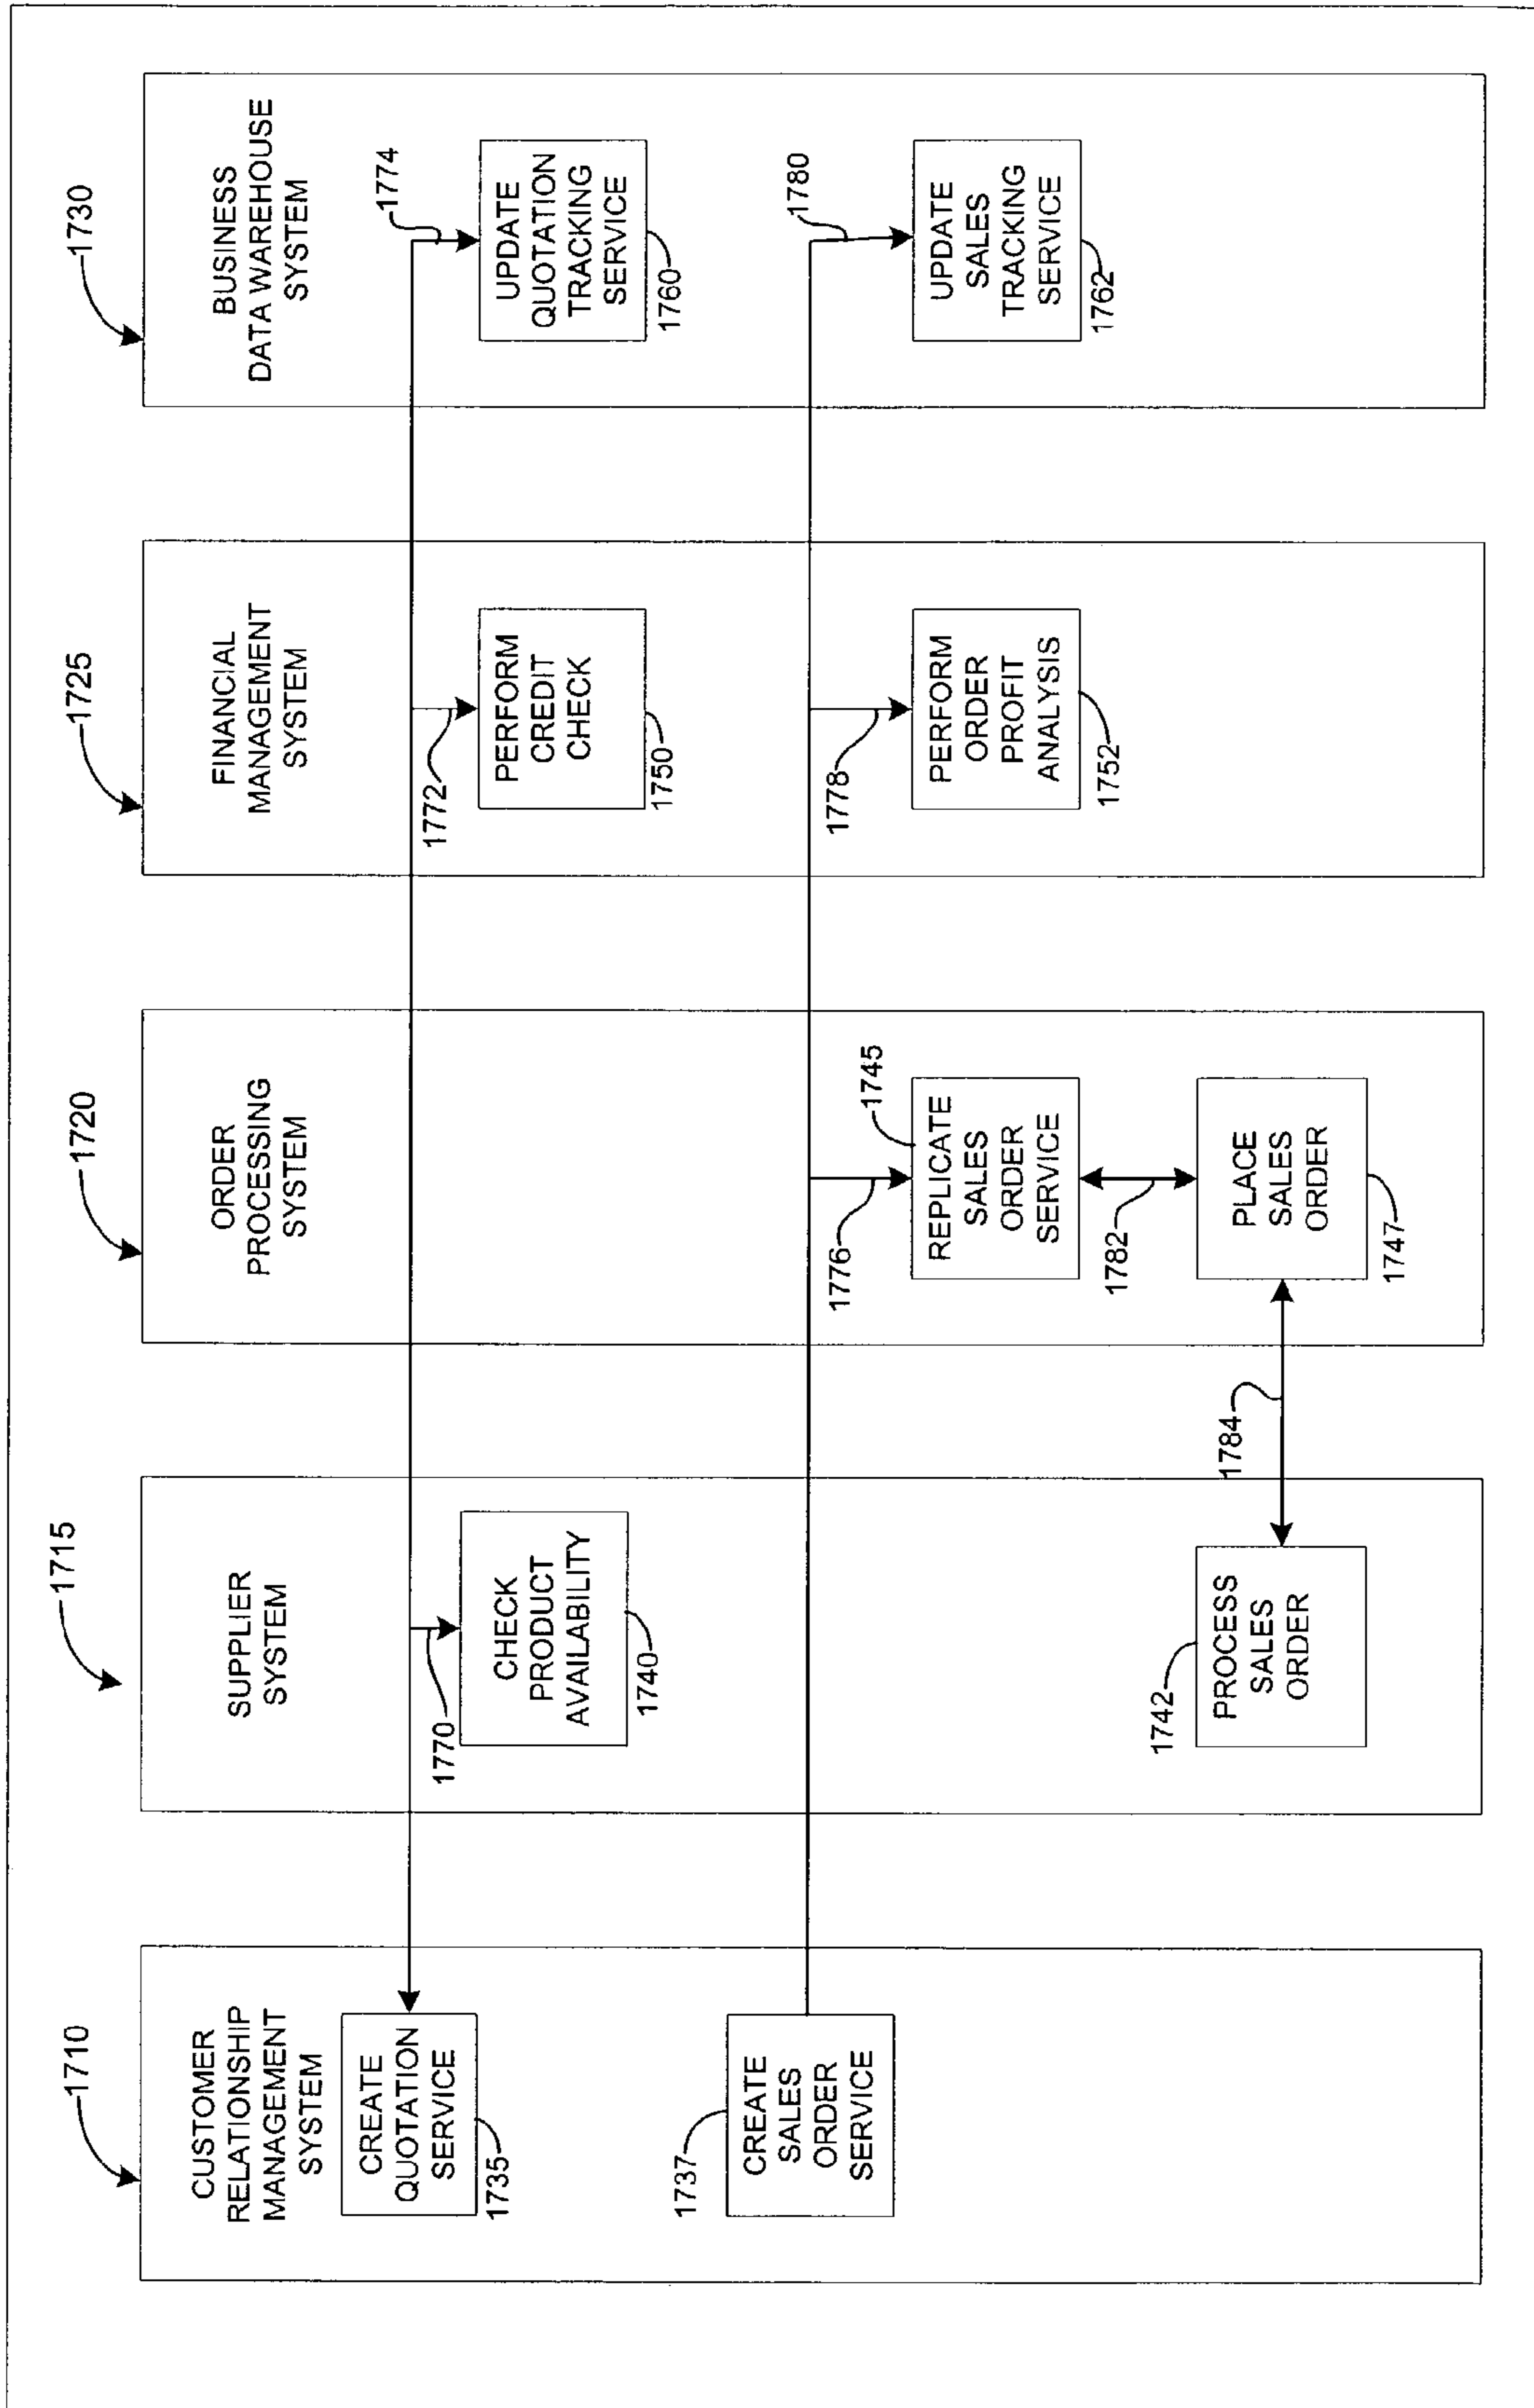 1710
CUSTOMER
RELATIONSHIP
MANAGEMENT
SYSTEM
CREATE
QUOTATION
SERVICE
1735
1737
CREATE
SALES
ORDER
SERVICE
1715
SUPPLIER
SYSTEM
1770
CHECK
PRODUCT
AVAILABILITY
1740
1742
PROCESS
SALES
ORDER
1784
1720
ORDER
PROCESSING
SYSTEM
1776
1745
REPLICATE
SALES
ORDER
SERVICE
1782
PLACE
SALES
ORDER
1747
1725
FINANCIAL
MANAGEMENT
SYSTEM
1772
PERFORM
CREDIT
CHECK
1750
1778
PERFORM
ORDER
PROFIT
ANALYSIS
1752
1730
BUSINESS
DATA WAREHOUSE
SYSTEM
1774
UPDATE
QUOTATION
TRACKING
SERVICE
1760
1780
UPDATE
SALES
TRACKING
SERVICE
1762